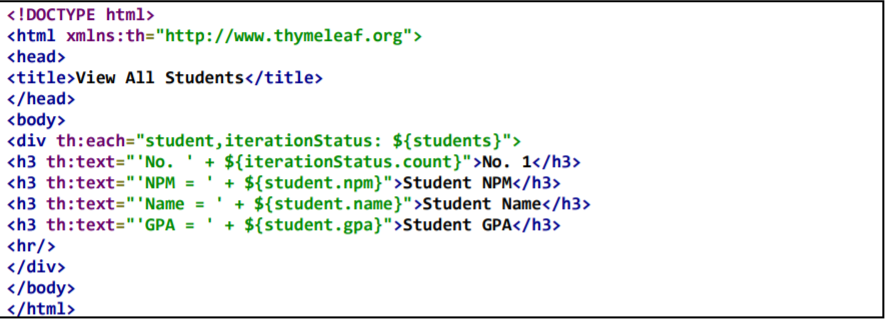 <!DOCTYPE html>
<html xmlns:th="http://www.thymeleaf.org">
<head>
<title>View All Students</title>
</head>
<body>
<div th:each="student,iterationStatus: ${students}">
<h3 th:text="'No. ' + ${iterationStatus.count}">No. 1</h3>
<h3 th:text="'NPM = ' + ${student.npm}">Student NPM</h3>
<h3 th:text="'Name = ' + ${student.name}">Student Name</h3>
<h3 th:text="'GPA = ' + ${student.gpa}">Student GPA</h3>
<hr/>
</div>
</body>
</html>